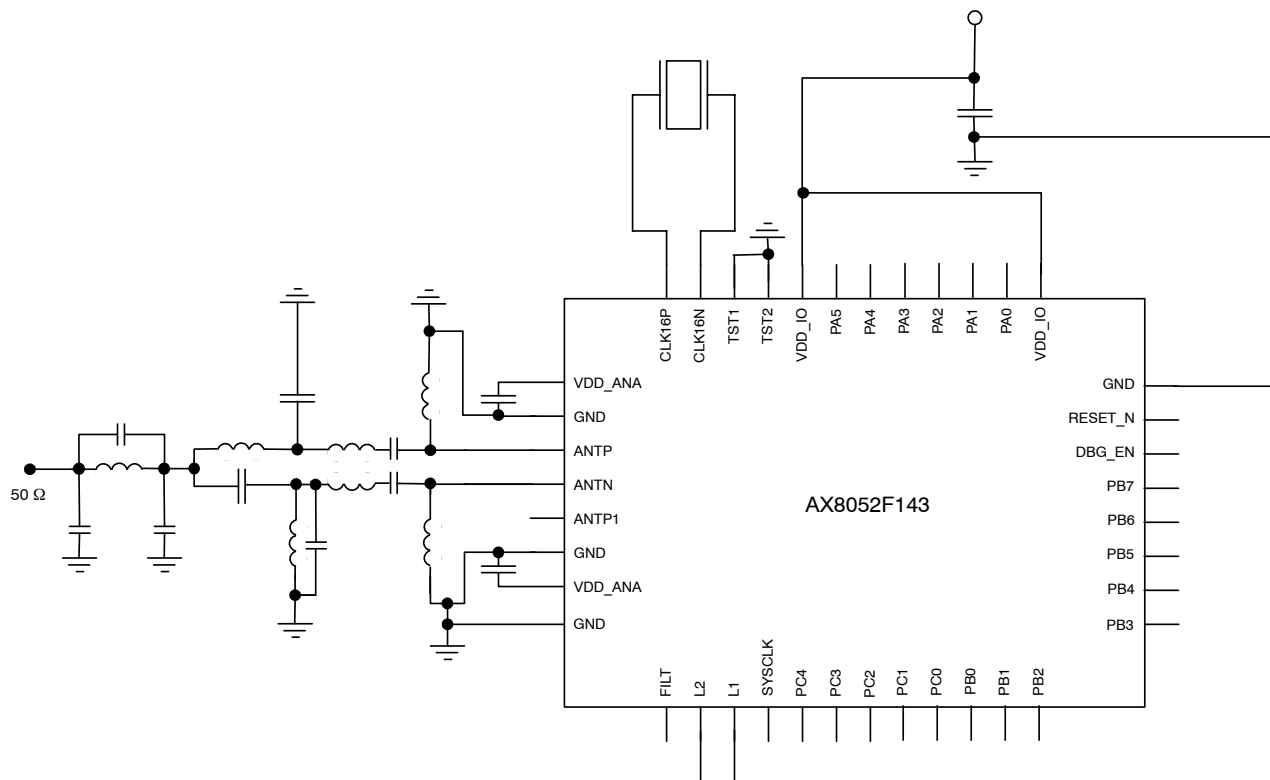 CLK16P
CLK16N
TST1
TST2
VDD_IO
PA5
PA4
PA3
PA2
PA1
PA0
VDD_IO
VDD_ANA
GND
ANTP
ANTN
ANTP1
GND
VDD_ANA
GND
50 Ω
AX8052F143
GND
RESET_N
DBG_EN
PB7
PB6
PB5
PB4
PB3
FILT
L2
L1
SYSCLK
PC4
PC3
PC2
PC1
PC0
PB0
PB1
PB2